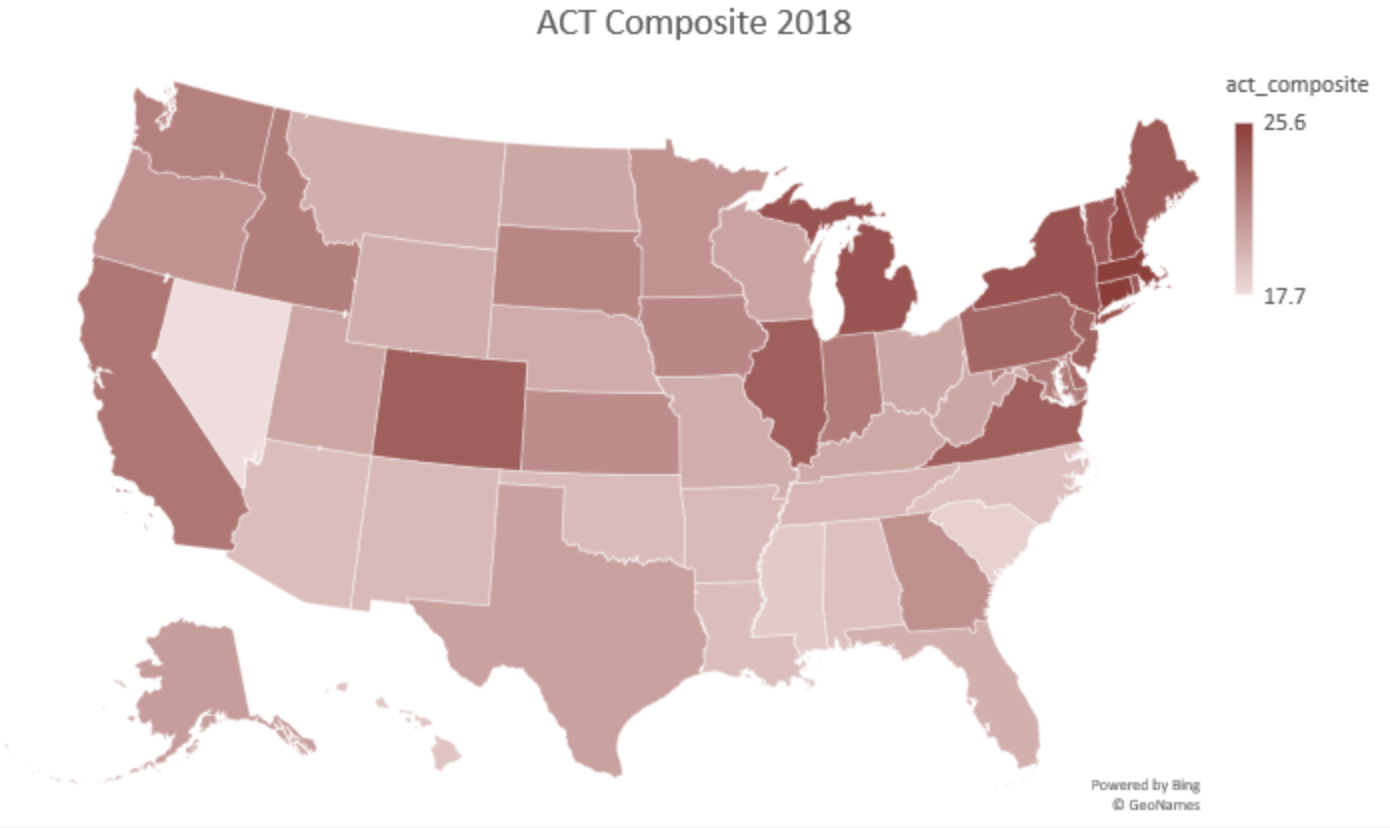 ACT Composite 2018
act_composite
25.6
17.7
Powered by Bing
© GeoNames